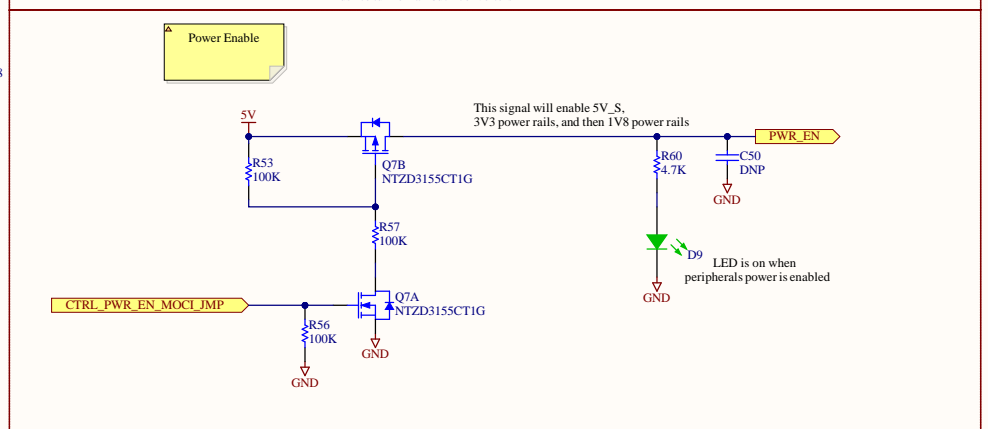 Power Enable
This signal will enable 5V_S,
3V3 power rails, and then 1V8 power rails
5V
PWR_EN
R53
100K
Q7B
NTZD3155CT1G
R60
4.7K
C50
DNP
GND
R57
100K
D9
LED is on when
peripherals power is enabled
GND
CTRL_PWR_EN_MOCI_JMP
Q7A
NTZD3155CT1G
R56
100K
GND
GND